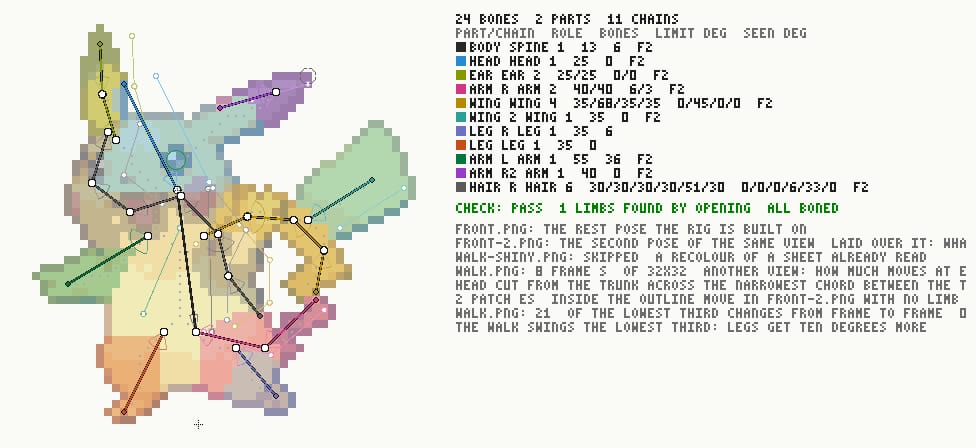 24 BONES 2 PARTS 11 CHAINS
PART/CHAIN ROLE BONES LIMIT DEG SEEN DEG
BODY SPINE 1 13 6 F2
HEAD HEAD 1 25 0 F2
EAR EAR 2 25/25 0/0 F2
ARM R ARM 2 40/40 6/3 F2
WING WING 4 35/68/35/35 0/45/0/0 F2
WING 2 WING 1 35 0 F2
LEG R LEG 1 35 6
LEG LEG 1 35 0
ARM L ARM 1 55 36 F2
ARM R2 ARM 1 40 0 F2
HAIR R HAIR 6 30/30/30/30/51/30 0/0/0/6/33/0 F2
CHECK: PASS 1 LIMBS FOUND BY OPENING ALL BONED
FRONT.PNG: THE REST POSE THE RIG IS BUILT ON
FRONT-2.PNG: THE SECOND POSE OF THE SAME VIEW LAID OVER IT: WHA
WALK-SHINY.PNG: SKIPPED A RECOLOUR OF A SHEET ALREADY READ
WALK.PNG: 8 FRAME S OF 32X32 ANOTHER VIEW: HOW MUCH MOVES AT E
HEAD CUT FROM THE TRUNK ACROSS THE NARROWEST CHORD BETWEEN THE T
2 PATCH ES INSIDE THE OUTLINE MOVE IN FRONT-2.PNG WITH NO LIMB
WALK.PNG: 21 OF THE LOWEST THIRD CHANGES FROM FRAME TO FRAME O
THE WALK SWINGS THE LOWEST THIRD: LEGS GET TEN DEGREES MORE